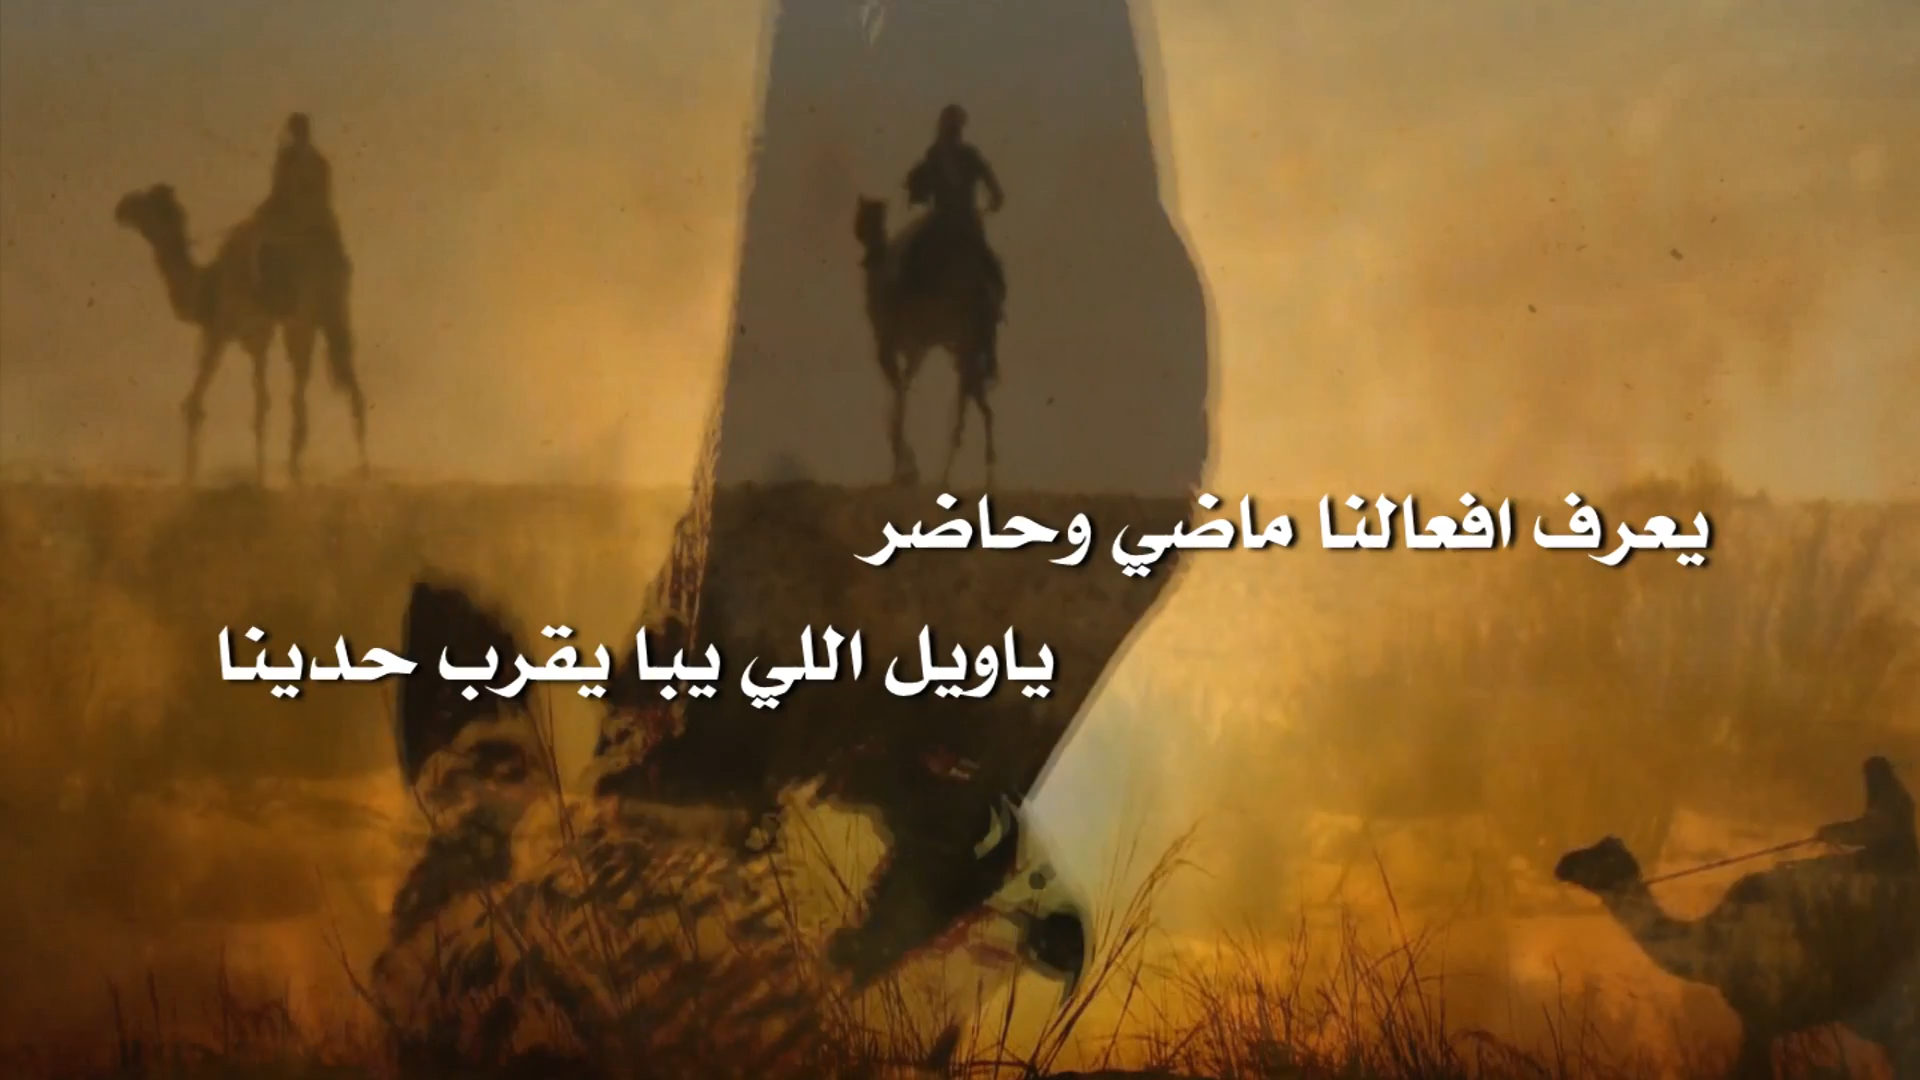 يعرف افعالنا ماضي وحاضر
ياويل اللي يبا يقرب حدينا